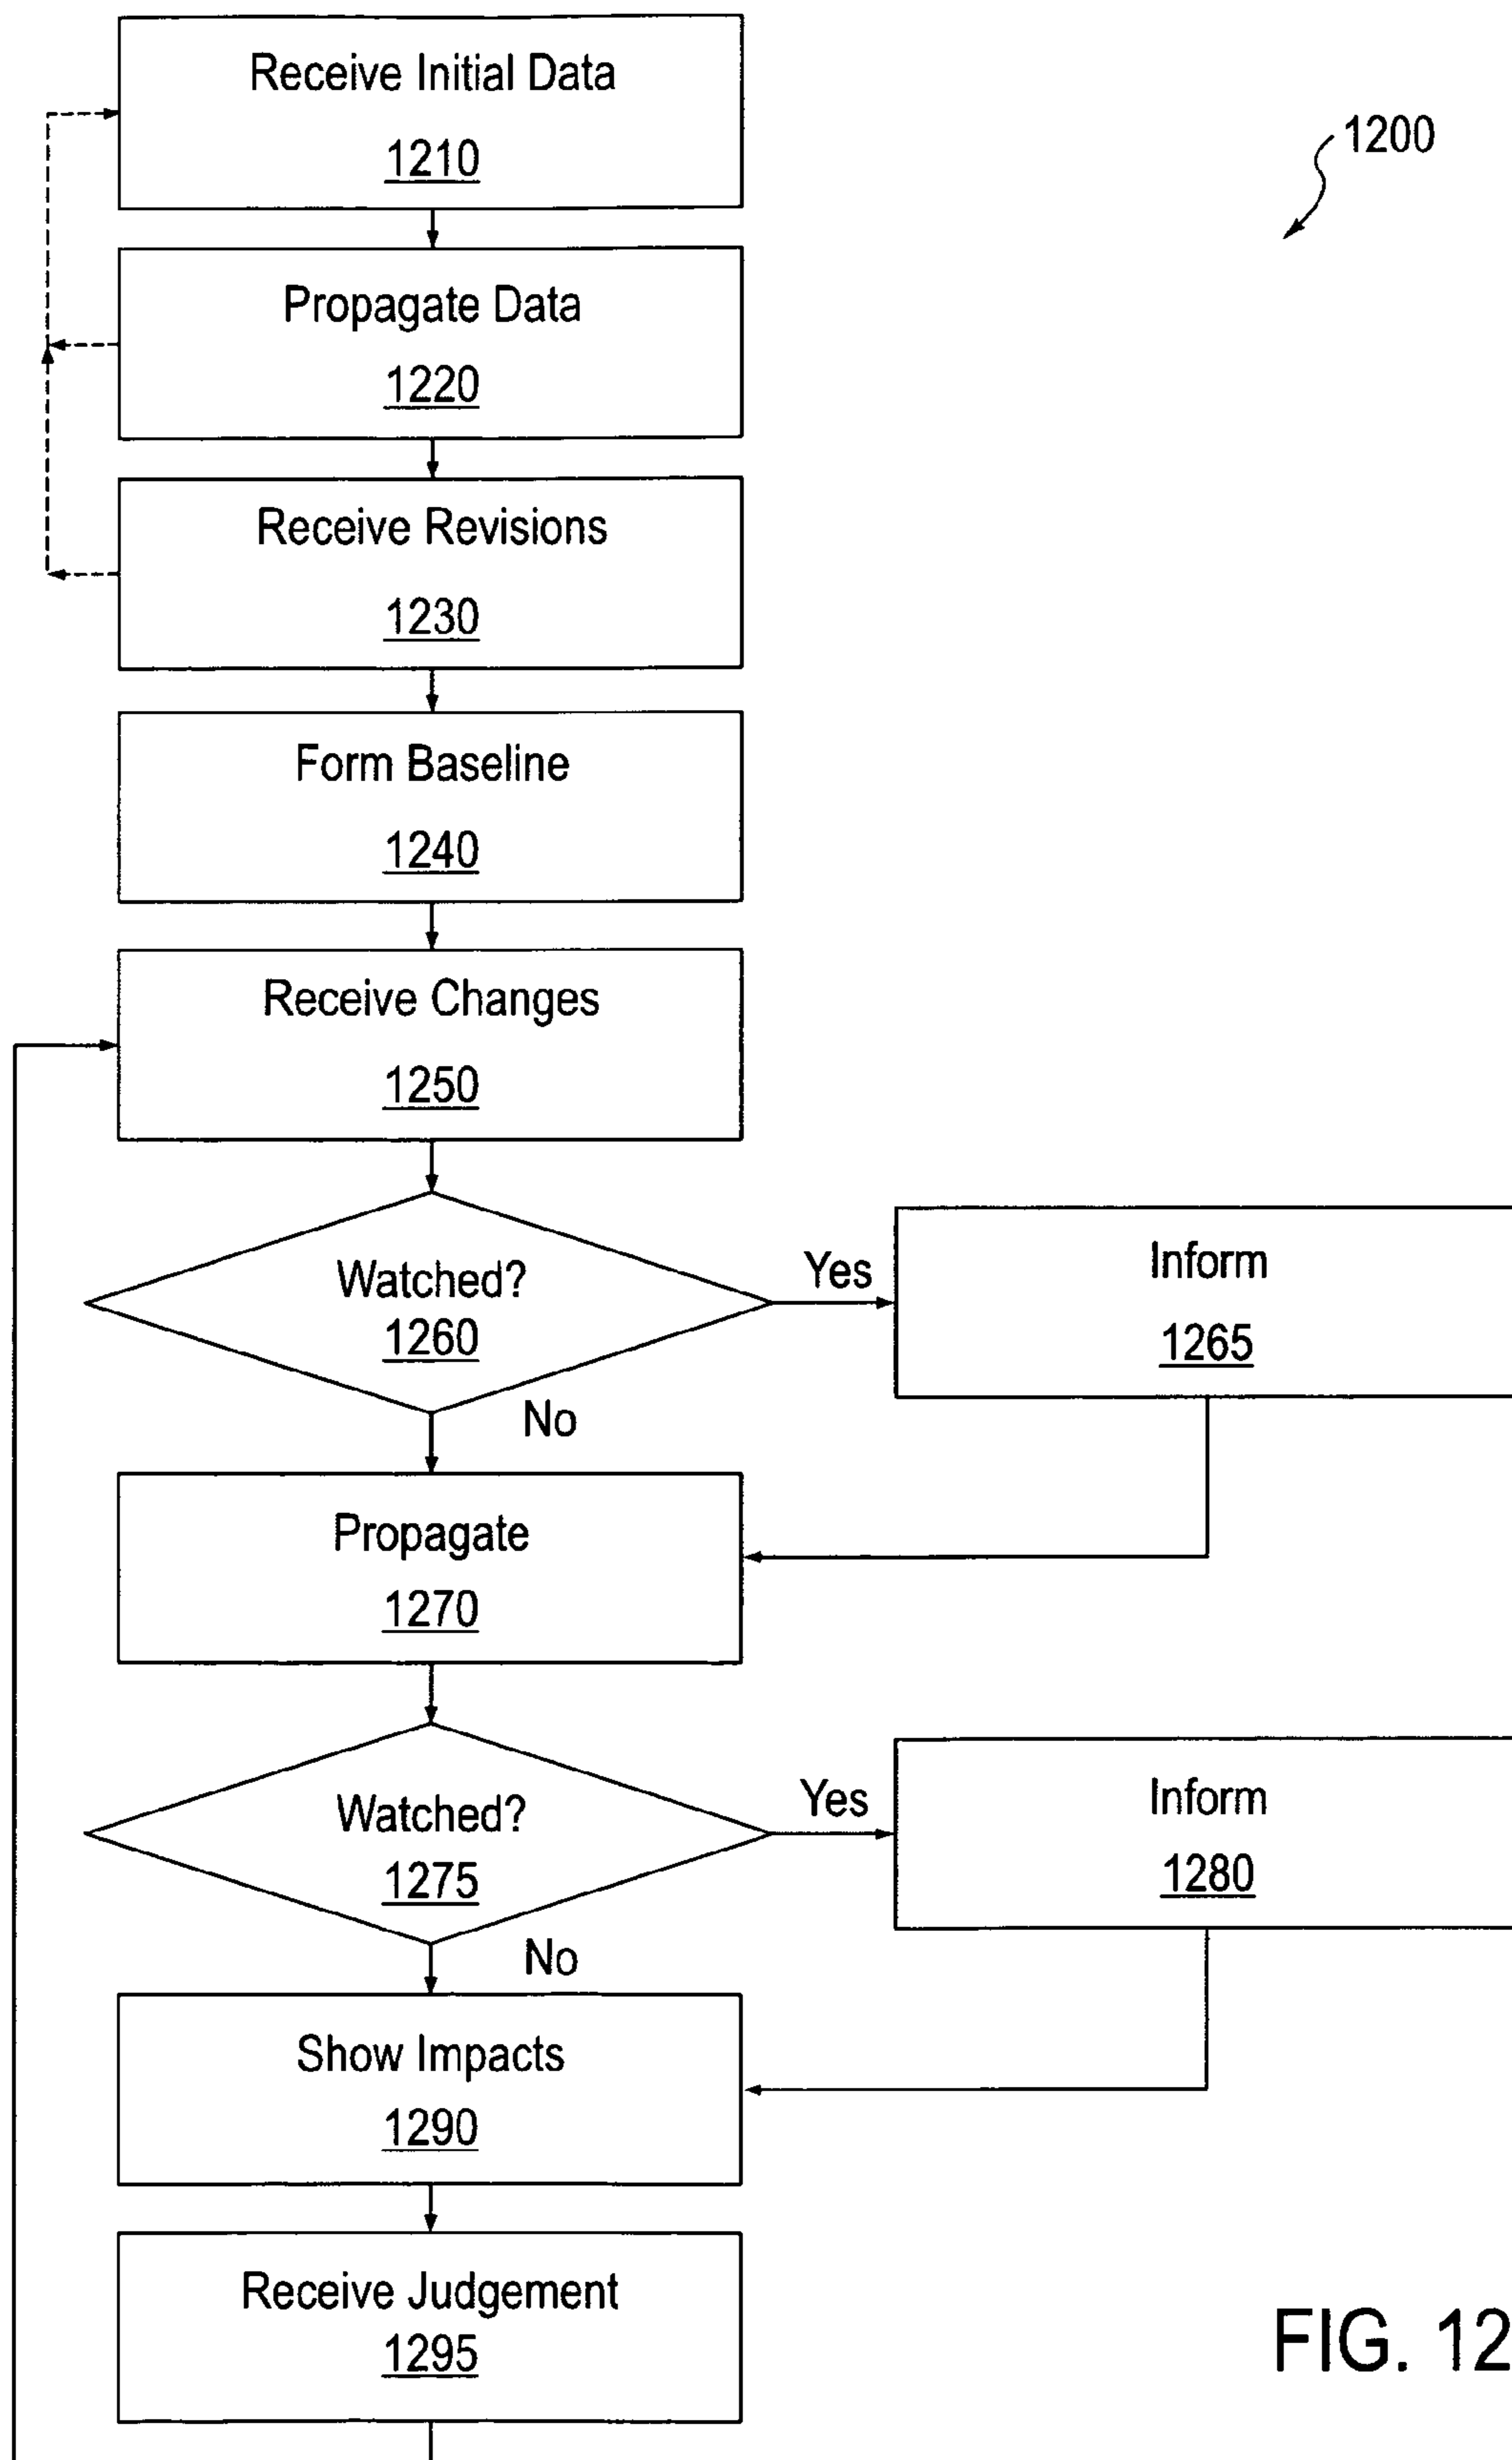 Receive Initial Data
1210
1200
Propagate Data
1220
Receive Revisions
1230
Form Baseline
1240
Receive Changes
1250
Watched?
1260
Yes
Inform
1265
No
Propagate
1270
Watched?
1275
Yes
Inform
1280
No
Show Impacts
1290
Receive Judgement
1295
FIG. 12